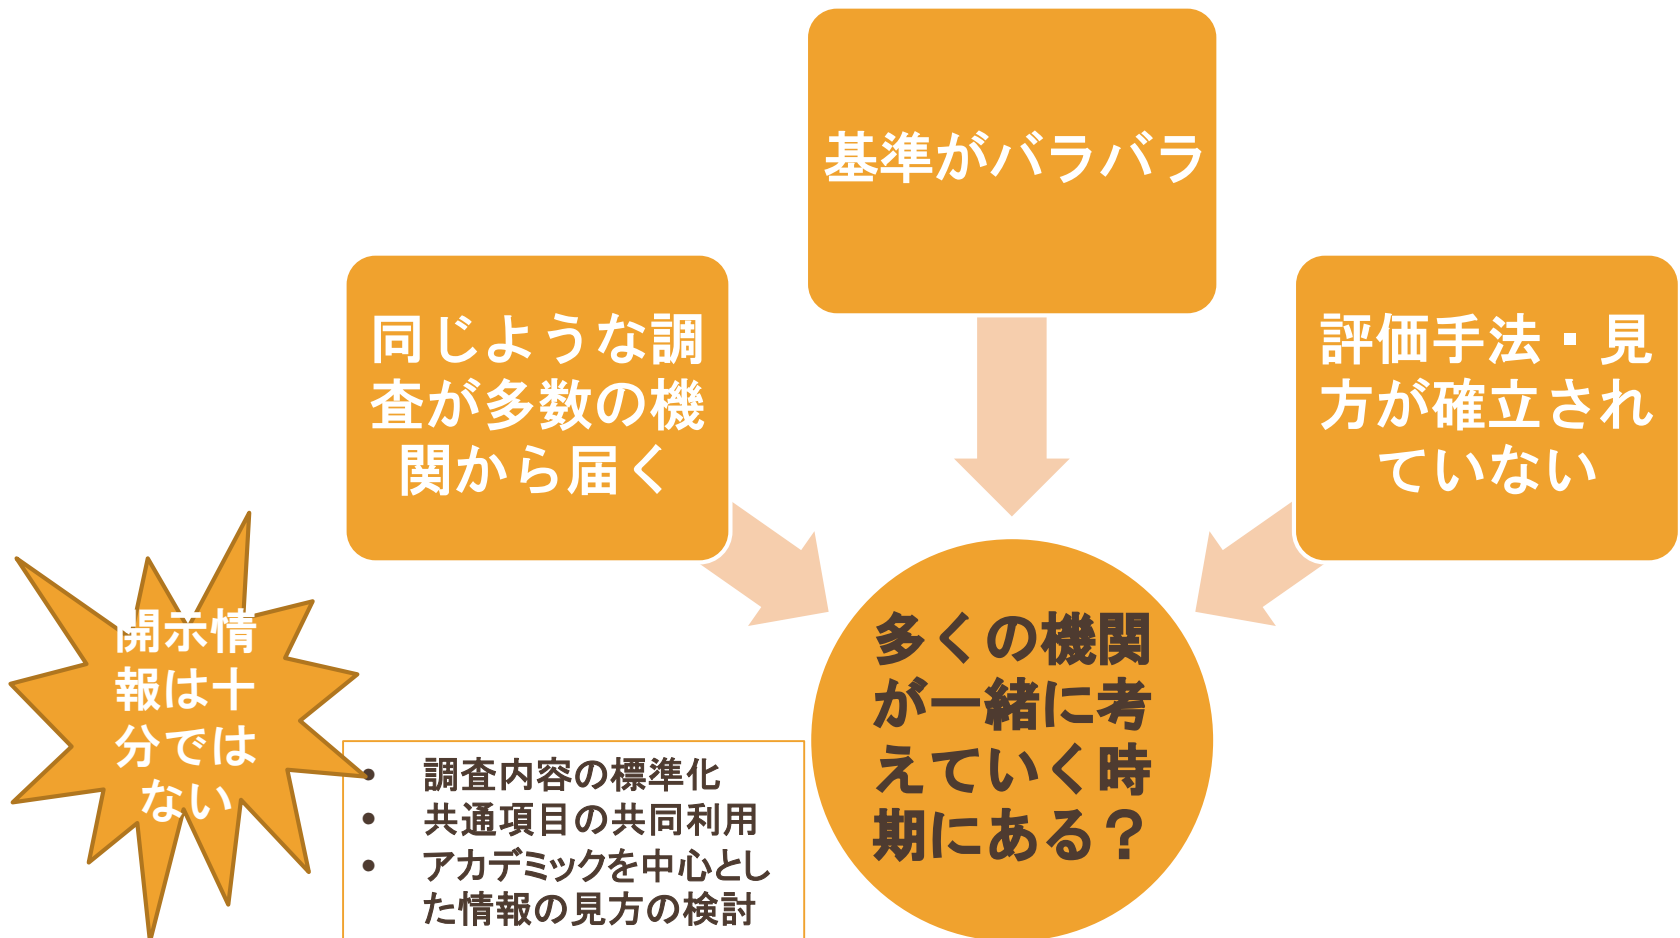 基準がバラバラ
同じような調
査が多数の機
関から届く
評価手法・見
方が確立され
ていない
開示情
報は十
分では
ない
• 調査内容の標準化
• 共通項目の共同利用
• アカデミックを中心とし
た情報の見方の検討
多くの機関
が一緒に考
えていく時
期にある？